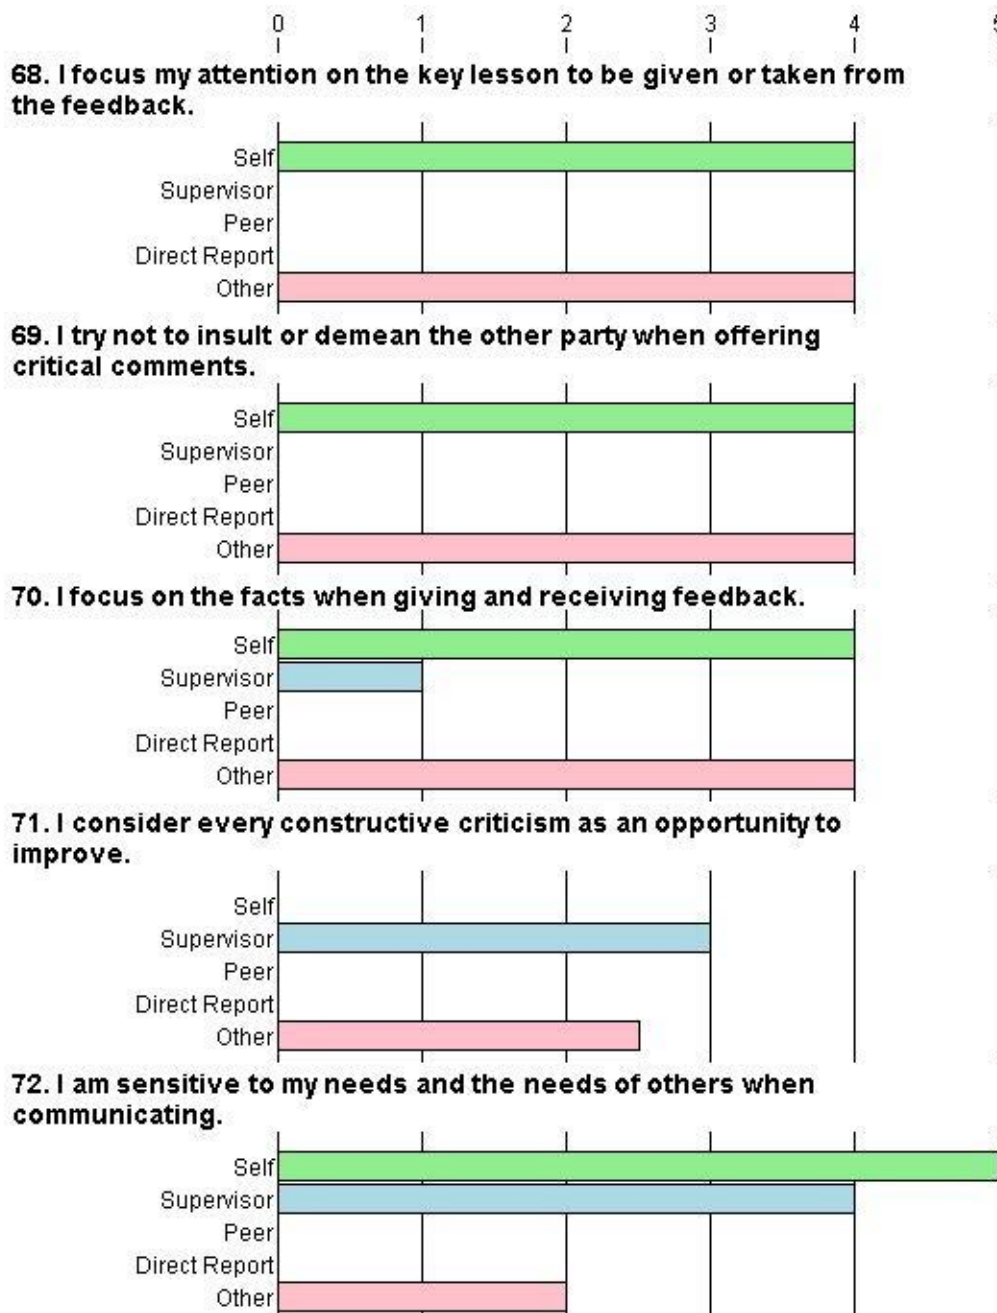 0 1 2 3 4 5
68. I focus my attention on the key lesson to be given or taken from
the feedback.
Self
Supervisor
Peer
Direct Report
Other
69. I try not to insult or demean the other party when offering
critical comments.
Self
Supervisor
Peer
Direct Report
Other
70. I focus on the facts when giving and receiving feedback.
Self
Supervisor
Peer
Direct Report
Other
71. I consider every constructive criticism as an opportunity to
improve.
Self
Supervisor
Peer
Direct Report
Other
72. I am sensitive to my needs and the needs of others when
communicating.
Self
Supervisor
Peer
Direct Report
Other